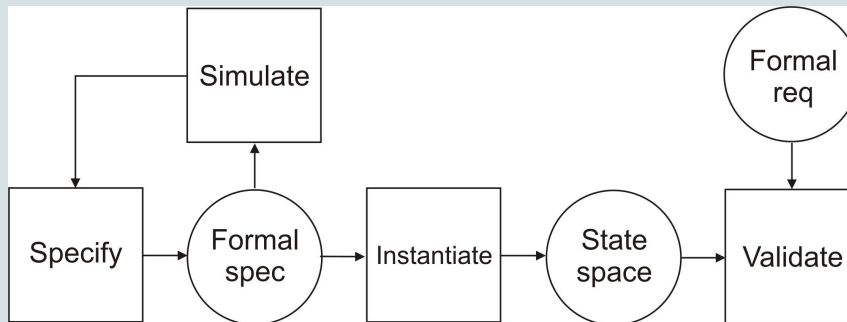 Simulate
Formal
req
Specify
Formal
spec
Instantiate
State
space
Validate